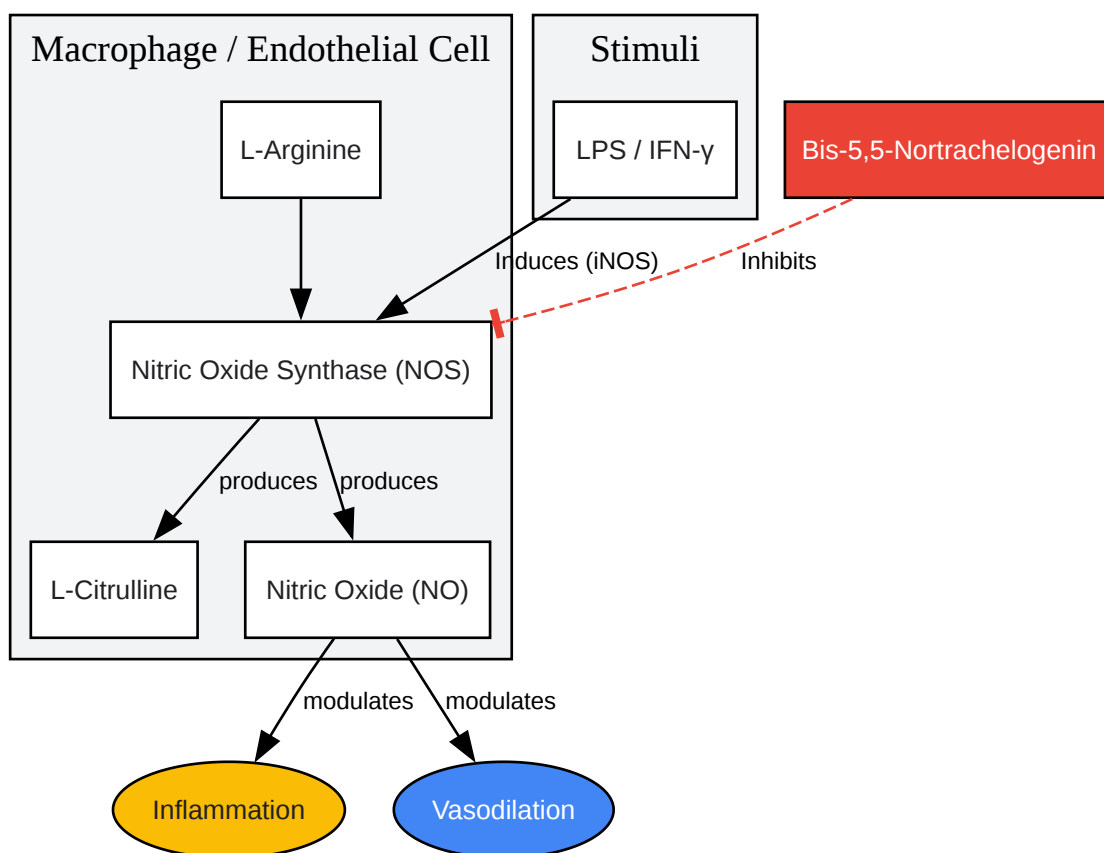 Macrophage / Endothelial Cell
Stimuli
L-Arginine
LPS / IFN-γ
Bis-5,5-Nortrachelogenin
Induces (iNOS)
Inhibits
Nitric Oxide Synthase (NOS)
produces
produces
L-Citrulline
Nitric Oxide (NO)
modulates
modulates
Inflammation
Vasodilation